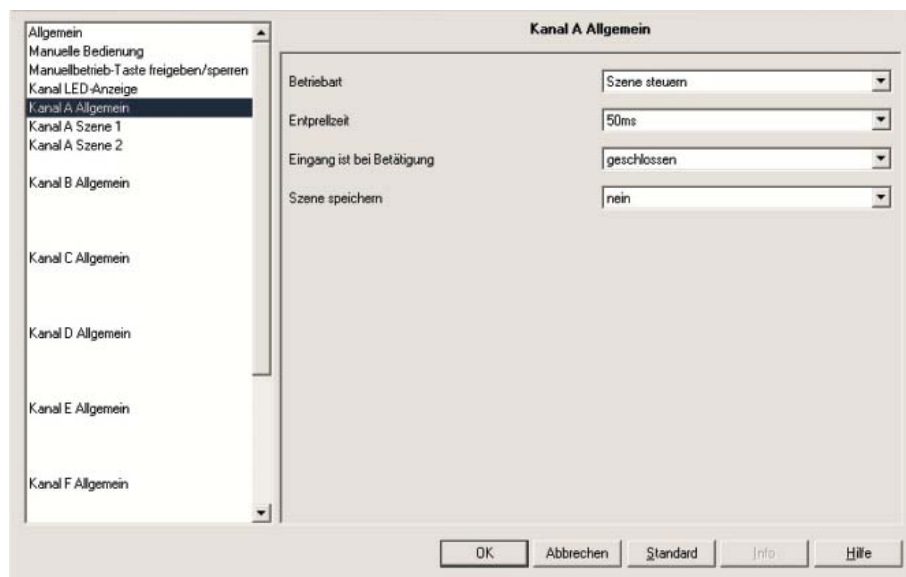 Allgemein
Manuelle Bedienung
Manuellbetrieb-Taste freigeben/sperren
Kanal LED-Anzeige
Kanal A Allgemein
Kanal A Szene 1
Kanal A Szene 2
Kanal B Allgemein
Kanal C Allgemein
Kanal D Allgemein
Kanal E Allgemein
Kanal F Allgemein
Kanal A Allgemein
Betriebart Szene steuern
Entprellzeit 50ms
Eingang ist bei Betätigung geschlossen
Szene speichern nein
OK Abbrechen Standard Info Hilfe